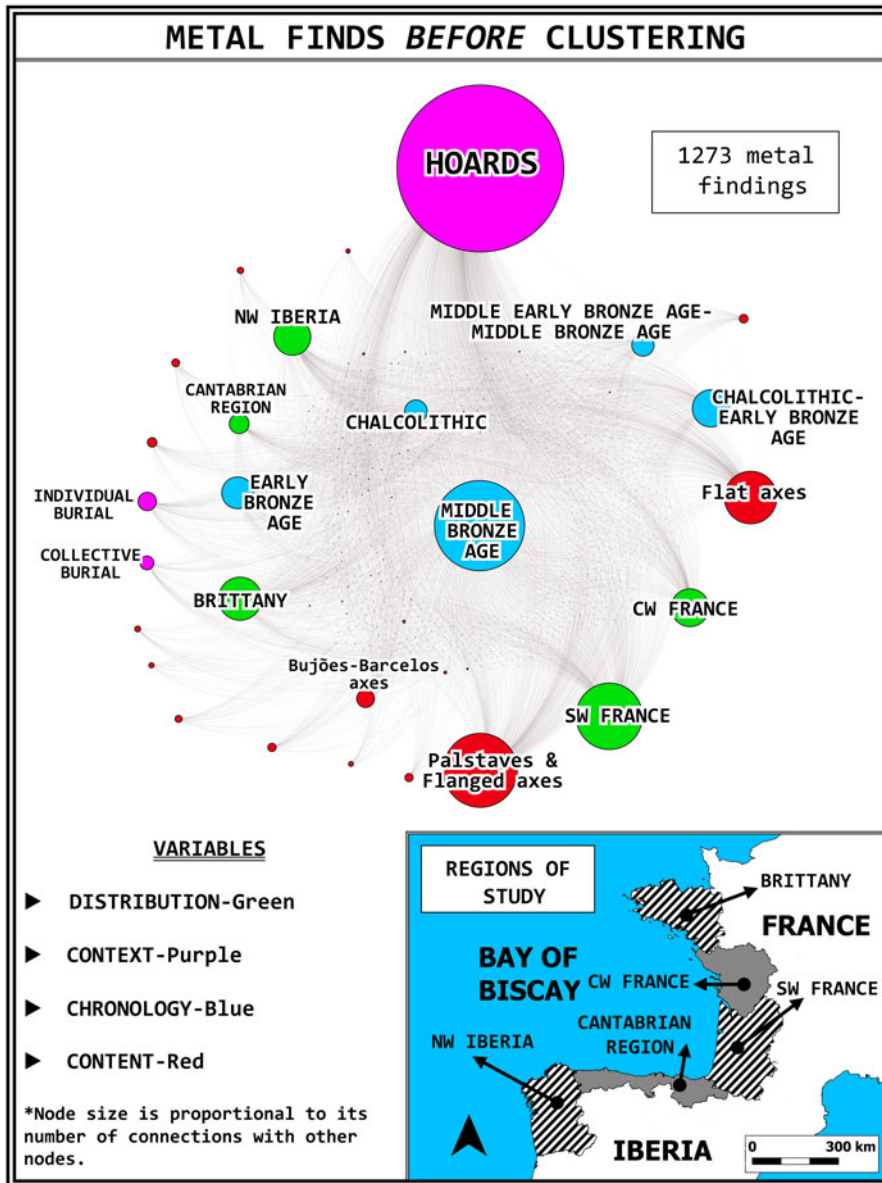 METAL FINDS BEFORE CLUSTERING
HOARDS
1273 metal
findings
NW IBERIA
MIDDLE EARLY BRONZE AGE-
MIDDLE BRONZE AGE
CANTABRIAN
REGION
CHALCOLITHIC
CHALCOLITHIC-
EARLY BRONZE
AGE
INDIVIDUAL
BURIAL
EARLY
BRONZE
AGE
MIDDLE
BRONZE
AGE
Flat axes
COLLECTIVE
BURIAL
BRITTANY
CW FRANCE
Bujões-Barcelos
axes
SW FRANCE
Palstaves &
Flanged axes
VARIABLES
DISTRIBUTION-Green
CONTEXT-Purple
CHRONOLOGY-Blue
CONTENT-Red
*Node size is proportional to its
number of connections with other
nodes.
REGIONS OF
STUDY
BRITTANY
FRANCE
BAY OF
BISCAY
CW FRANCE
SW FRANCE
CANTABRIAN
REGION
NW IBERIA
IBERIA
0 300 km